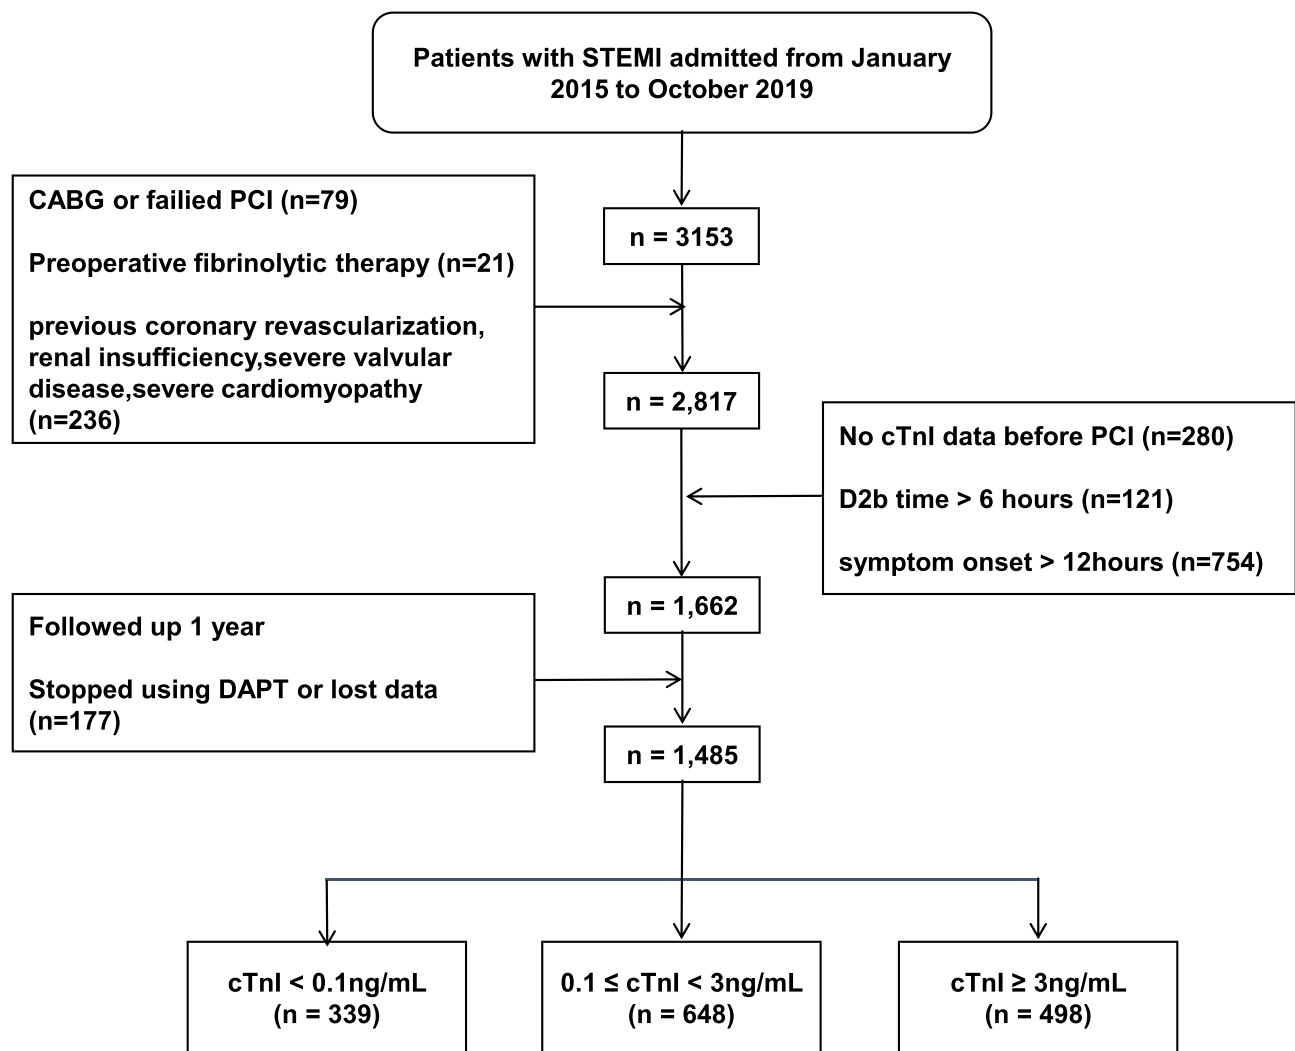 Patients with STEMI admitted from January
2015 to October 2019
CABG or failied PCI (n=79)
Preoperative fibrinolytic therapy (n=21)
previous coronary revascularization,
renal insufficiency,severe valvular
disease,severe cardiomyopathy
(n=236)
n = 3153
n = 2,817
No cTnI data before PCI (n=280)
D2b time > 6 hours (n=121)
symptom onset > 12hours (n=754)
n = 1,662
Followed up 1 year
Stopped using DAPT or lost data
(n=177)
n = 1,485
cTnI < 0.1ng/mL
(n = 339)
0.1 ≤ cTnI < 3ng/mL
(n = 648)
cTnI ≥ 3ng/mL
(n = 498)